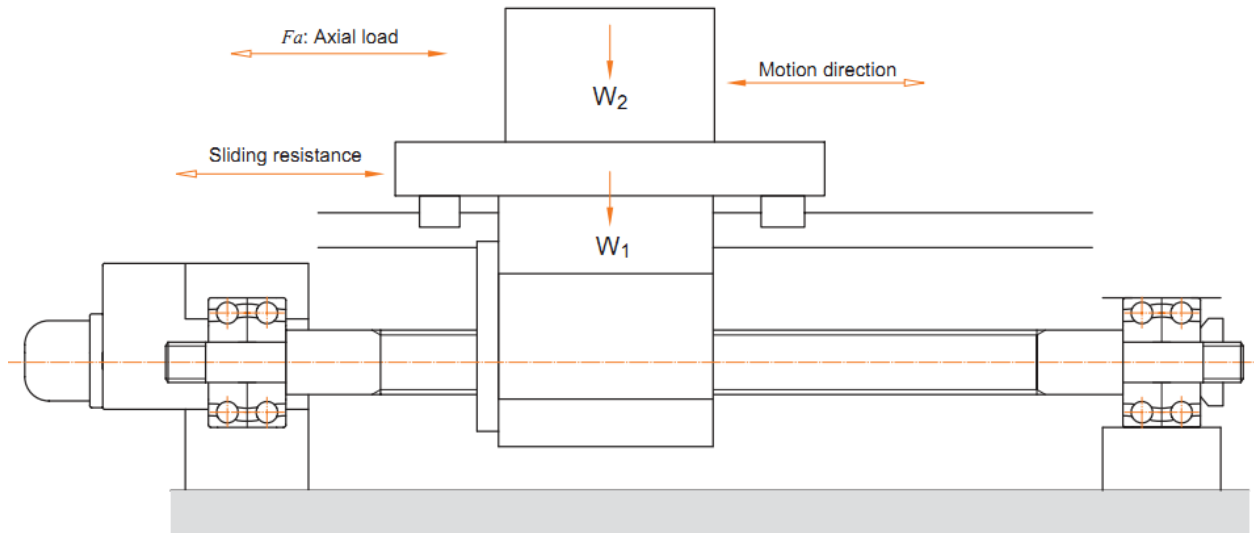 Fa: Axial load
W2
Motion direction
Sliding resistance
W1